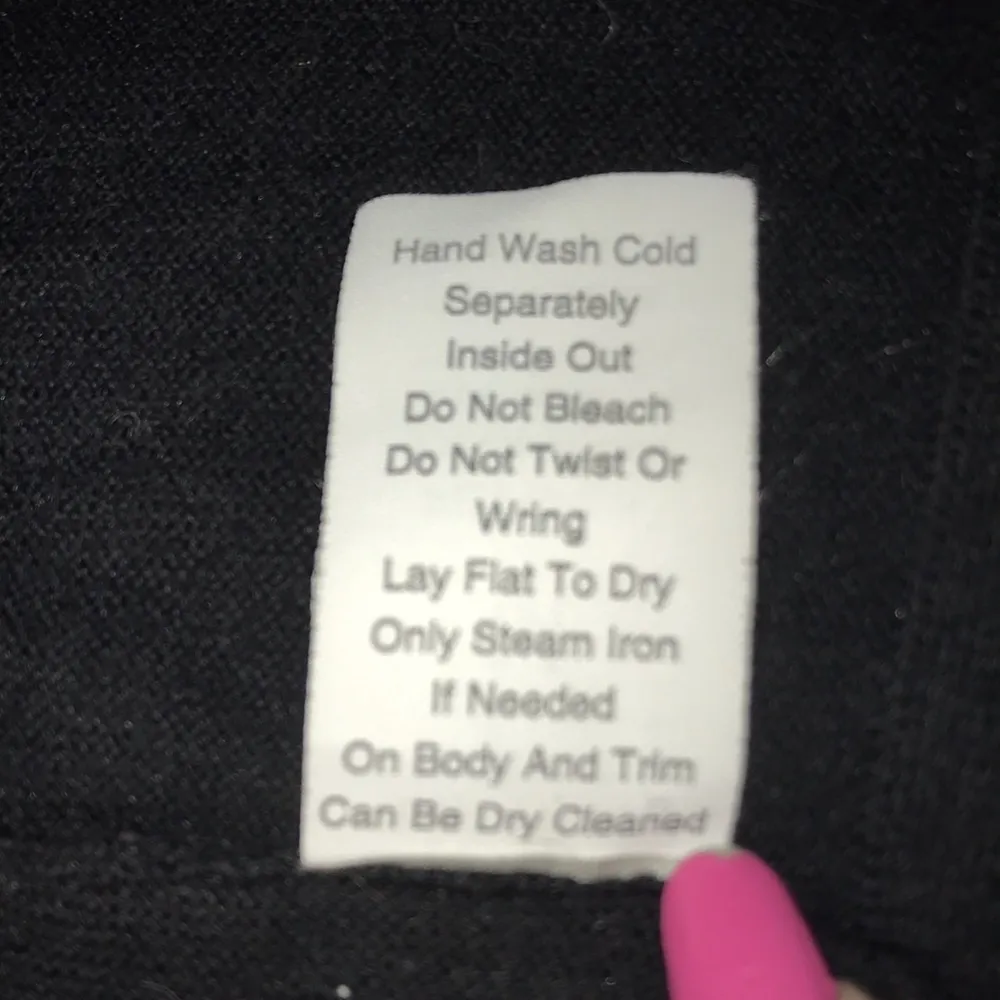 Hand Wash Cold
Separately
Inside Out
Do Not Bleach
Do Not Twist Or
Wring
Lay Flat To Dry
Only Steam Iron
If Needed
On Body And Trim
Can Be Dry Cleaned